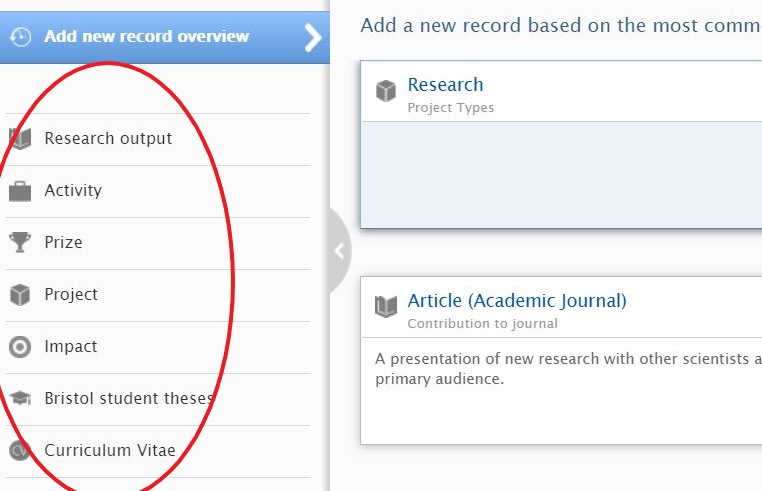 Add new record overview
Research output
Activity
Prize
Project
Impact
Bristol student theses
Curriculum Vitae
Add a new record based on the most
Research
Project Types
Article (Academic Journal)
Contribution to journal
A presentation of new research with other scientists
primary audience.